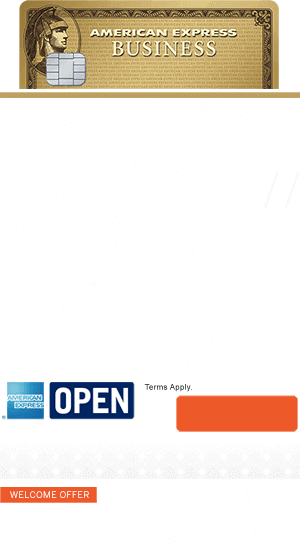 AMERICAN EXPRESS
BUSINESS
AMERICAN
EXPRESS
OPEN
Terms Apply.
WELCOME OFFER